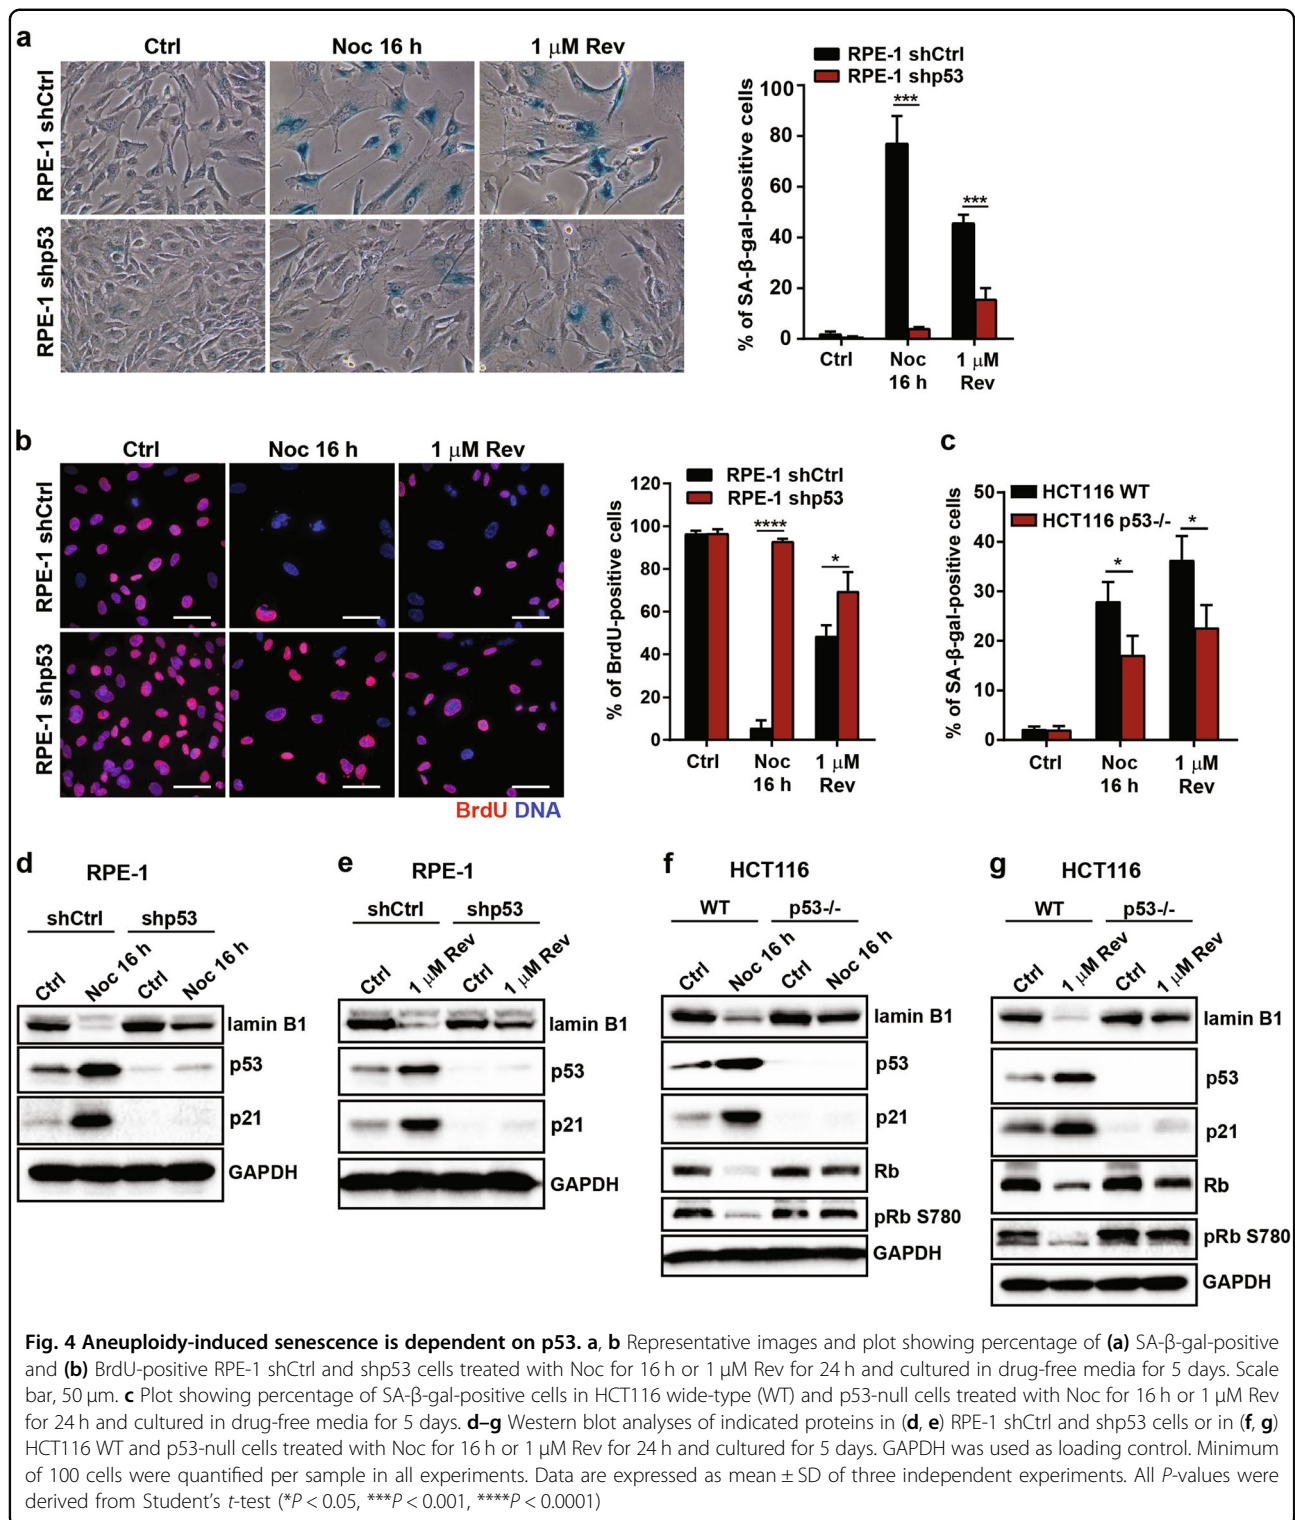 a
Ctrl
Noc 16 h
1 μM Rev
RPE-1 shCtrl
RPE-1 shp53
RPE-1 shCtrl
RPE-1 shp53
% of SA-β-gal-positive cells
100
80
60
40
20
0
***
***
Ctrl
Noc
16 h
1 μM
Rev
b
Ctrl
Noc 16 h
1 μM Rev
RPE-1 shCtrl
RPE-1 shp53
BrdU DNA
RPE-1 shCtrl
RPE-1 shp53
% of BrdU-positive cells
120
100
80
60
40
20
0
****
*
Ctrl
Noc
16 h
1 μM
Rev
c
HCT116 WT
HCT116 p53-/-
% of SA-β-gal-positive cells
50
40
30
20
10
0
*
*
Ctrl
Noc
16 h
1 μM
Rev
d
RPE-1
shCtrl
shp53
Ctrl
Noc 16 h
Ctrl
Noc 16 h
lamin B1
p53
p21
GAPDH
e
RPE-1
shCtrl
shp53
Ctrl
1 μM Rev
Ctrl
1 μM Rev
lamin B1
p53
p21
GAPDH
f
HCT116
WT
p53-/-
Ctrl
Noc 16 h
Ctrl
Noc 16 h
lamin B1
p53
p21
Rb
pRb S780
GAPDH
g
HCT116
WT
p53-/-
Ctrl
1 μM Rev
Ctrl
1 μM Rev
lamin B1
p53
p21
Rb
pRb S780
GAPDH
Fig. 4 Aneuploidy-induced senescence is dependent on p53. a, b Representative images and plot showing percentage of (a) SA-β-gal-positive
and (b) BrdU-positive RPE-1 shCtrl and shp53 cells treated with Noc for 16 h or 1 μM Rev for 24 h and cultured in drug-free media for 5 days. Scale
bar, 50 μm. c Plot showing percentage of SA-β-gal-positive cells in HCT116 wide-type (WT) and p53-null cells treated with Noc for 16 h or 1 μM Rev
for 24 h and cultured in drug-free media for 5 days. d–g Western blot analyses of indicated proteins in (d, e) RPE-1 shCtrl and shp53 cells or in (f, g)
HCT116 WT and p53-null cells treated with Noc for 16 h or 1 μM Rev for 24 h and cultured for 5 days. GAPDH was used as loading control. Minimum
of 100 cells were quantified per sample in all experiments. Data are expressed as mean ± SD of three independent experiments. All P-values were
derived from Student's t-test (*P < 0.05, ***P < 0.001, ****P < 0.0001)